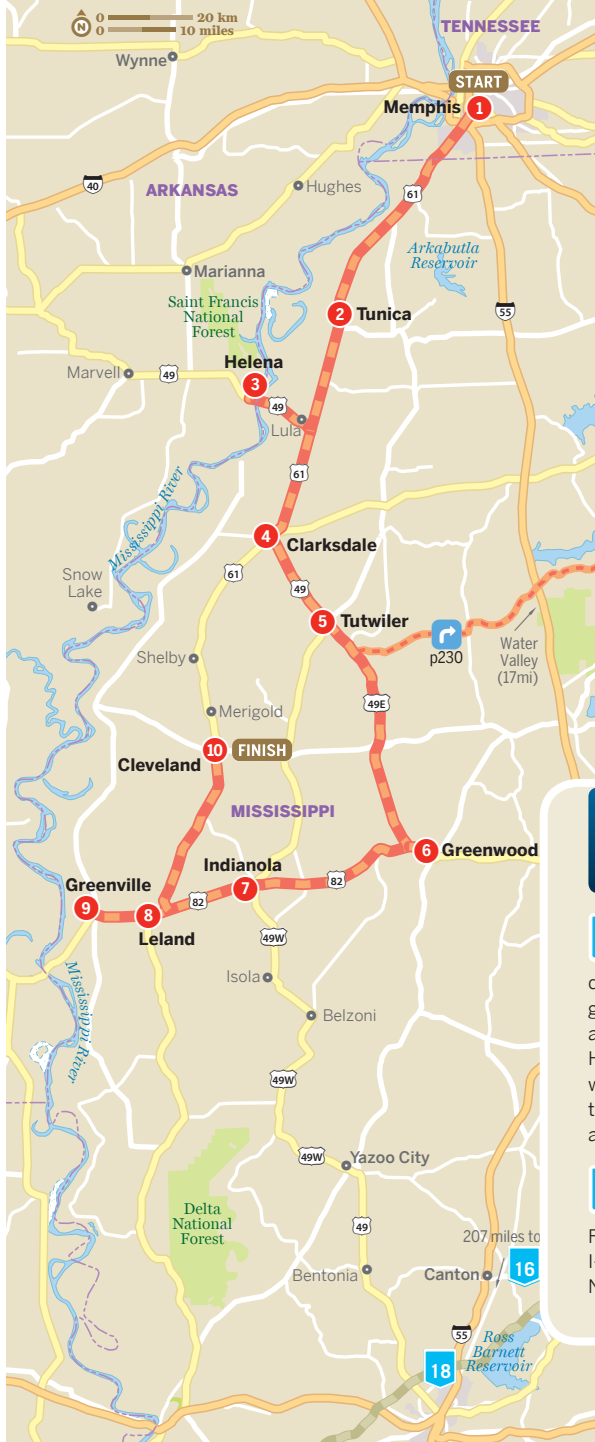 0 20 km
N 0 10 miles
TENNESSEE
Wynne
START
Memphis 1
40
ARKANSAS
Hughes
61
Arkabutla
Reservoir
Marianna
Saint Francis
National
Forest
2 Tunica
55
Helena
Marvell
49
3
49
Lula
61
Mississippi River
4 Clarksdale
61
49
Snow
Lake
5 Tutwiler
p230
Water
Valley
(17mi)
Shelby
49E
Merigold
10 FINISH
Cleveland
MISSISSIPPI
6 Greenwood
Indianola
7
82
Greenville
82
9
8
Leland
49W
Mississippi River
Isola
Belzoni
49W
49W
Yazoo City
Delta
National
Forest
49
207 miles to
16
Bentonia
Canton
55
Ross
Barnett
Reservoir
18